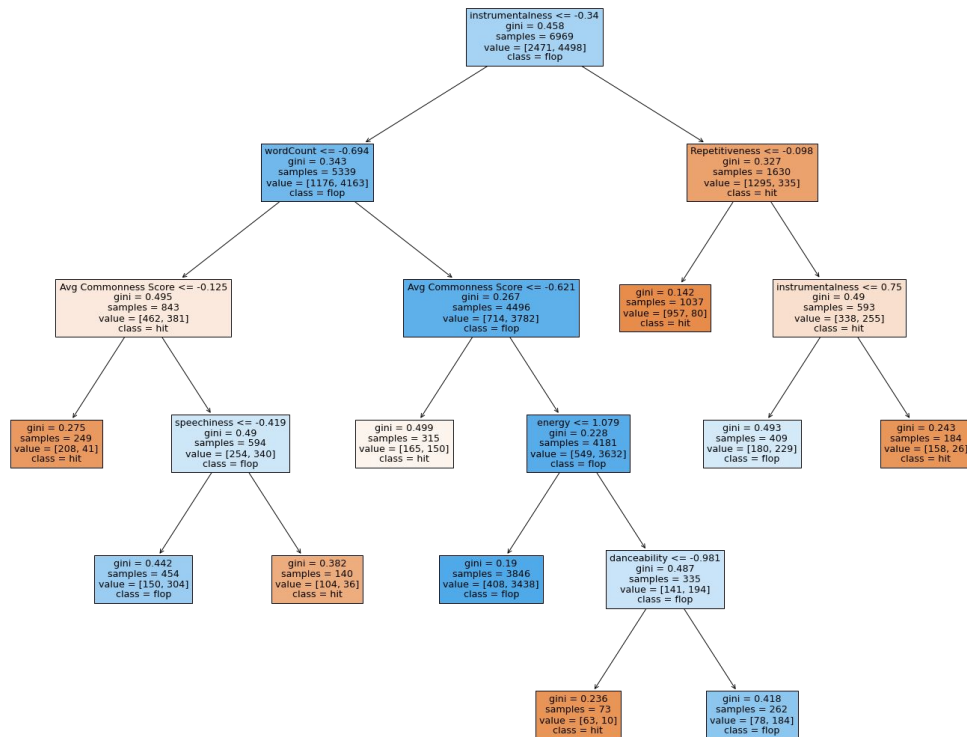 instrumentalness <= -0.34
gini = 0.458
samples = 6969
value = [2471, 4498]
class = flop
wordCount <= -0.694
gini = 0.343
samples = 5339
value = [1176, 4163]
class = flop
Repetitiveness <= -0.098
gini = 0.327
samples = 1630
value = [1295, 335]
class = hit
Avg Commonness Score <= -0.125
gini = 0.495
samples = 843
value = [462, 381]
class = hit
Avg Commonness Score <= -0.621
gini = 0.267
samples = 4496
value = [714, 3782]
class = flop
gini = 0.142
samples = 1037
value = [957, 80]
class = hit
instrumentalness <= 0.75
gini = 0.49
samples = 593
value = [338, 255]
class = hit
gini = 0.275
samples = 249
value = [208, 41]
class = hit
speechiness <= -0.419
gini = 0.49
samples = 594
value = [254, 340]
class = flop
gini = 0.499
samples = 315
value = [165, 150]
class = hit
energy <= 1.079
gini = 0.228
samples = 4181
value = [549, 3632]
class = flop
gini = 0.493
samples = 409
value = [180, 229]
class = flop
gini = 0.243
samples = 184
value = [158, 26]
class = hit
gini = 0.442
samples = 454
value = [150, 304]
class = flop
gini = 0.382
samples = 140
value = [104, 36]
class = hit
gini = 0.19
samples = 3846
value = [408, 3438]
class = flop
danceability <= -0.981
gini = 0.487
samples = 335
value = [141, 194]
class = flop
gini = 0.236
samples = 73
value = [63, 10]
class = hit
gini = 0.418
samples = 262
value = [78, 184]
class = flop